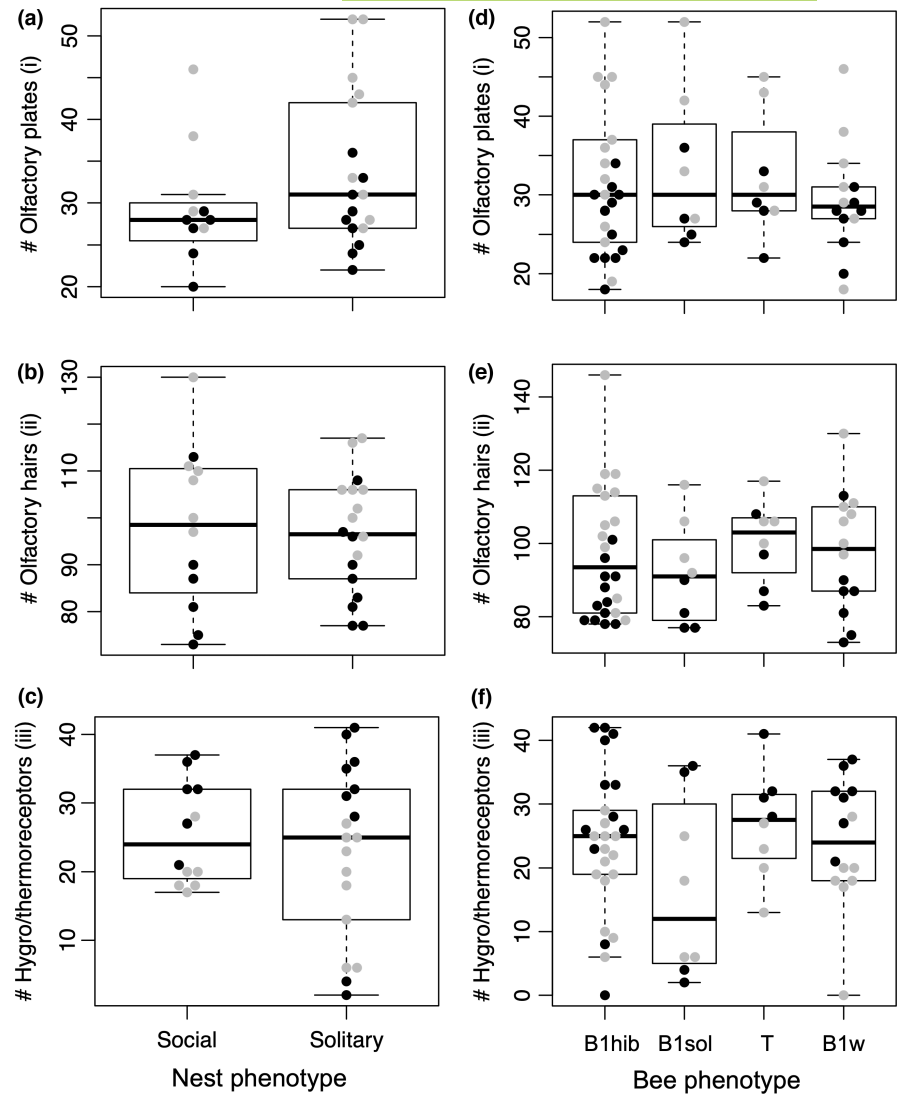 (a)
# Olfactory plates (i)
50
40
30
20
(d)
# Olfactory plates (i)
50
40
30
20
(b)
# Olfactory hairs (ii)
130
110
90
80
(e)
# Olfactory hairs (ii)
140
120
100
80
(c)
# Hygro/thermoreceptors (iii)
40
30
20
10
Social Solitary
Nest phenotype
(f)
# Hygro/thermoreceptors (iii)
40
30
20
10
0
B1hib B1sol T B1w
Bee phenotype